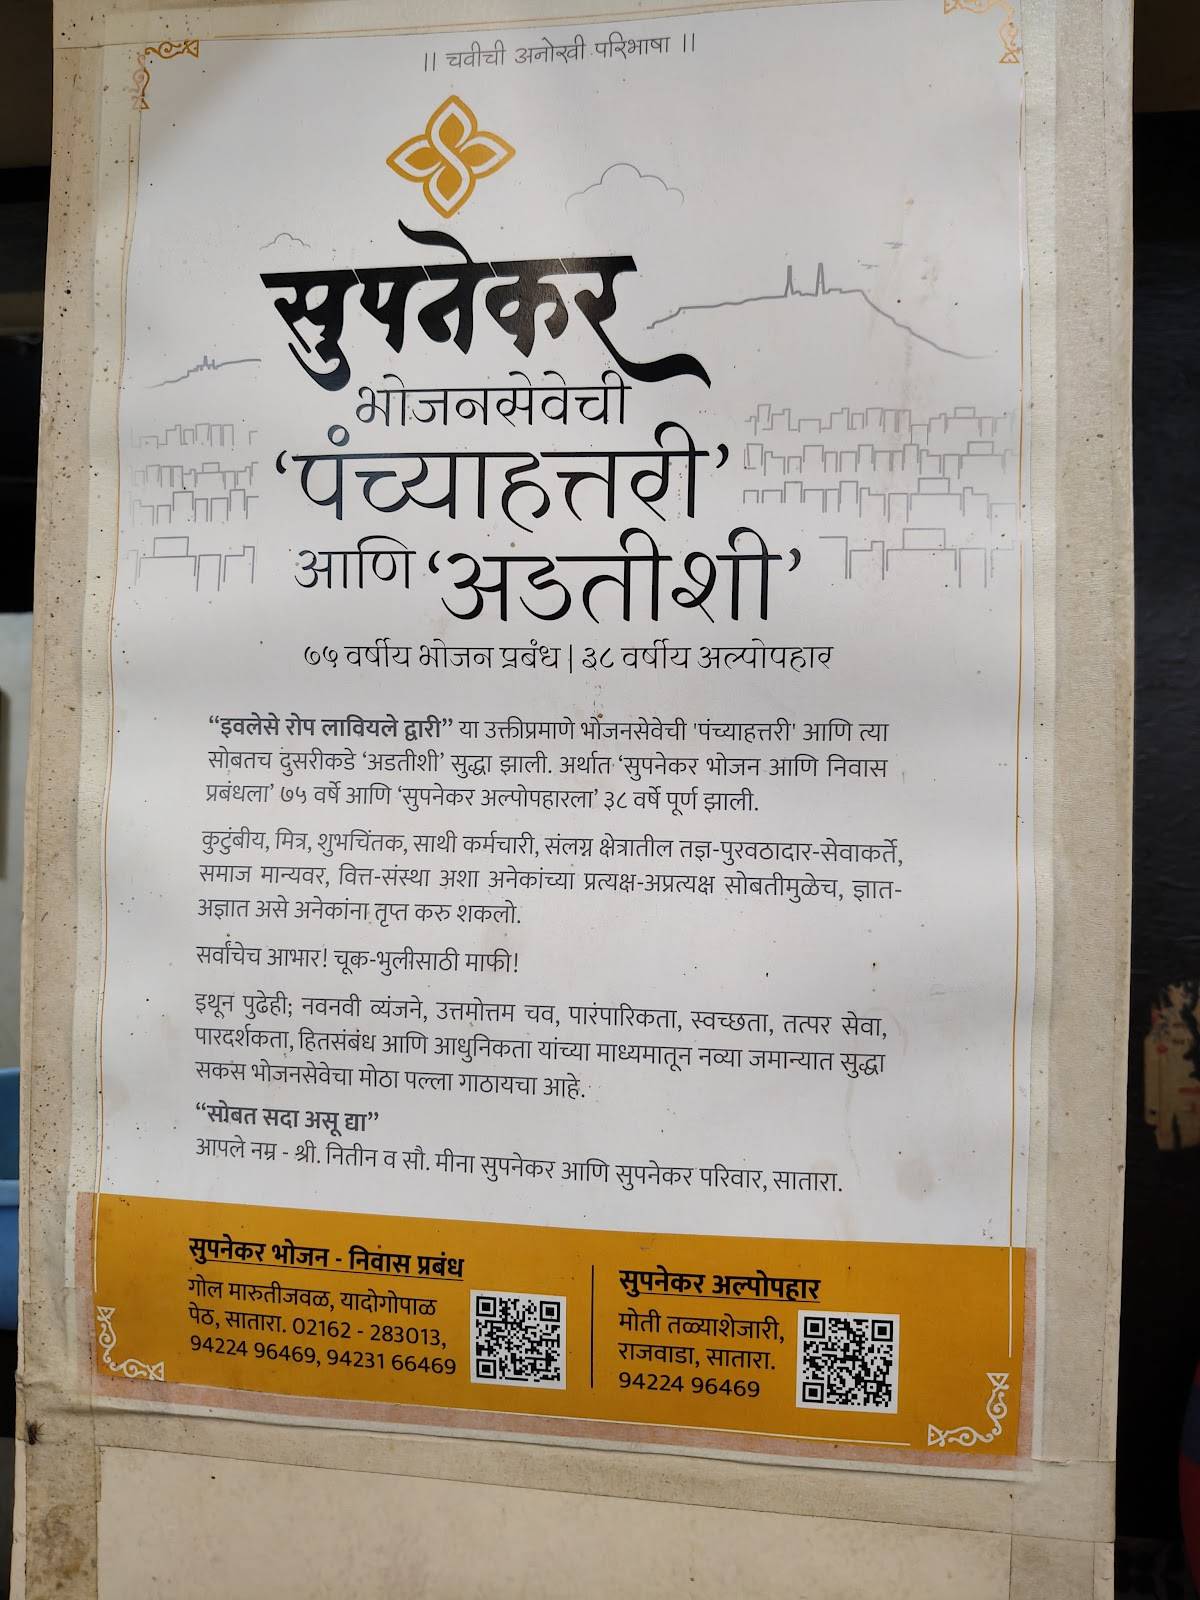 || चवीची अनोखी परिभाषा ||
सुपनेकर
भोजनसेवेची
‘पंच्याहत्तरी’
आणि ‘अडतीशी’
७५ वर्षीय भोजन प्रबंध | ३८ वर्षीय अल्पोपहार
“इवलेसे रोप लावियले द्वारी” या उक्तीप्रमाणे भोजनसेवेची 'पंच्याहत्तरी' आणि त्या
सोबतच दुसरीकडे ‘अडतीशी’ सुद्धा झाली. अर्थात ‘सुपनेकर भोजन आणि निवास
प्रबंधला’ ७५ वर्षे आणि ‘सुपनेकर अल्पोपहारला’ ३८ वर्षे पूर्ण झाली.
कुटुंबीय, मित्र, शुभचिंतक, साथी कर्मचारी, संलग्न क्षेत्रातील तज्ञ-पुरवठादार-सेवाकर्ते,
समाज मान्यवर, वित्त-संस्था अशा अनेकांच्या प्रत्यक्ष-अप्रत्यक्ष सोबतीमुळेच, ज्ञात-
अज्ञात असे अनेकांना तृप्त करु शकलो.
सर्वांचेच आभार! चूक-भुलीसाठी माफी!
इथून पुढेही; नवनवी व्यंजने, उत्तमोत्तम चव, पारंपारिकता, स्वच्छता, तत्पर सेवा,
पारदर्शकता, हितसंबंध आणि आधुनिकता यांच्या माध्यमातून नव्या जमान्यात सुद्धा
सकस भोजनसेवेचा मोठा पल्ला गाठायचा आहे.
“सोबत सदा असू द्या”
आपले नम्र - श्री. नितीन व सौ. मीना सुपनेकर आणि सुपनेकर परिवार, सातारा.
सुपनेकर भोजन - निवास प्रबंध
गोल मारुतीजवळ, यादोगोपाळ
पेठ, सातारा. 02162 - 283013,
94224 96469, 94231 66469
सुपनेकर अल्पोपहार
मोती तळ्याशेजारी,
राजवाडा, सातारा.
94224 96469